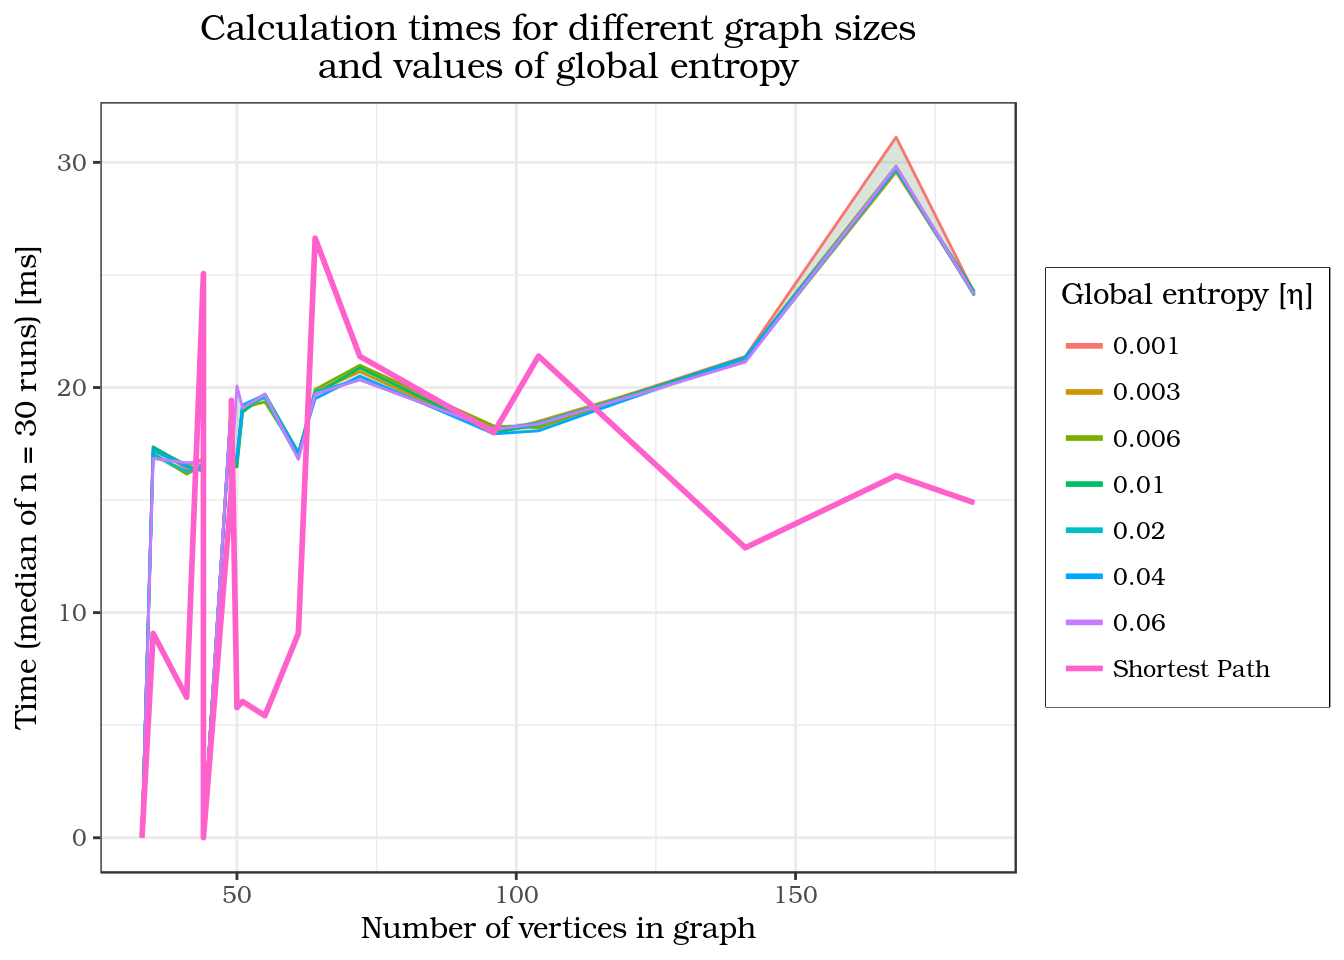 Calculation times for different graph sizes
and values of global entropy
Time (median of n = 30 runs) [ms]
30
20
10
0
50
100
150
Number of vertices in graph
Global entropy [η]
0.001
0.003
0.006
0.01
0.02
0.04
0.06
Shortest Path